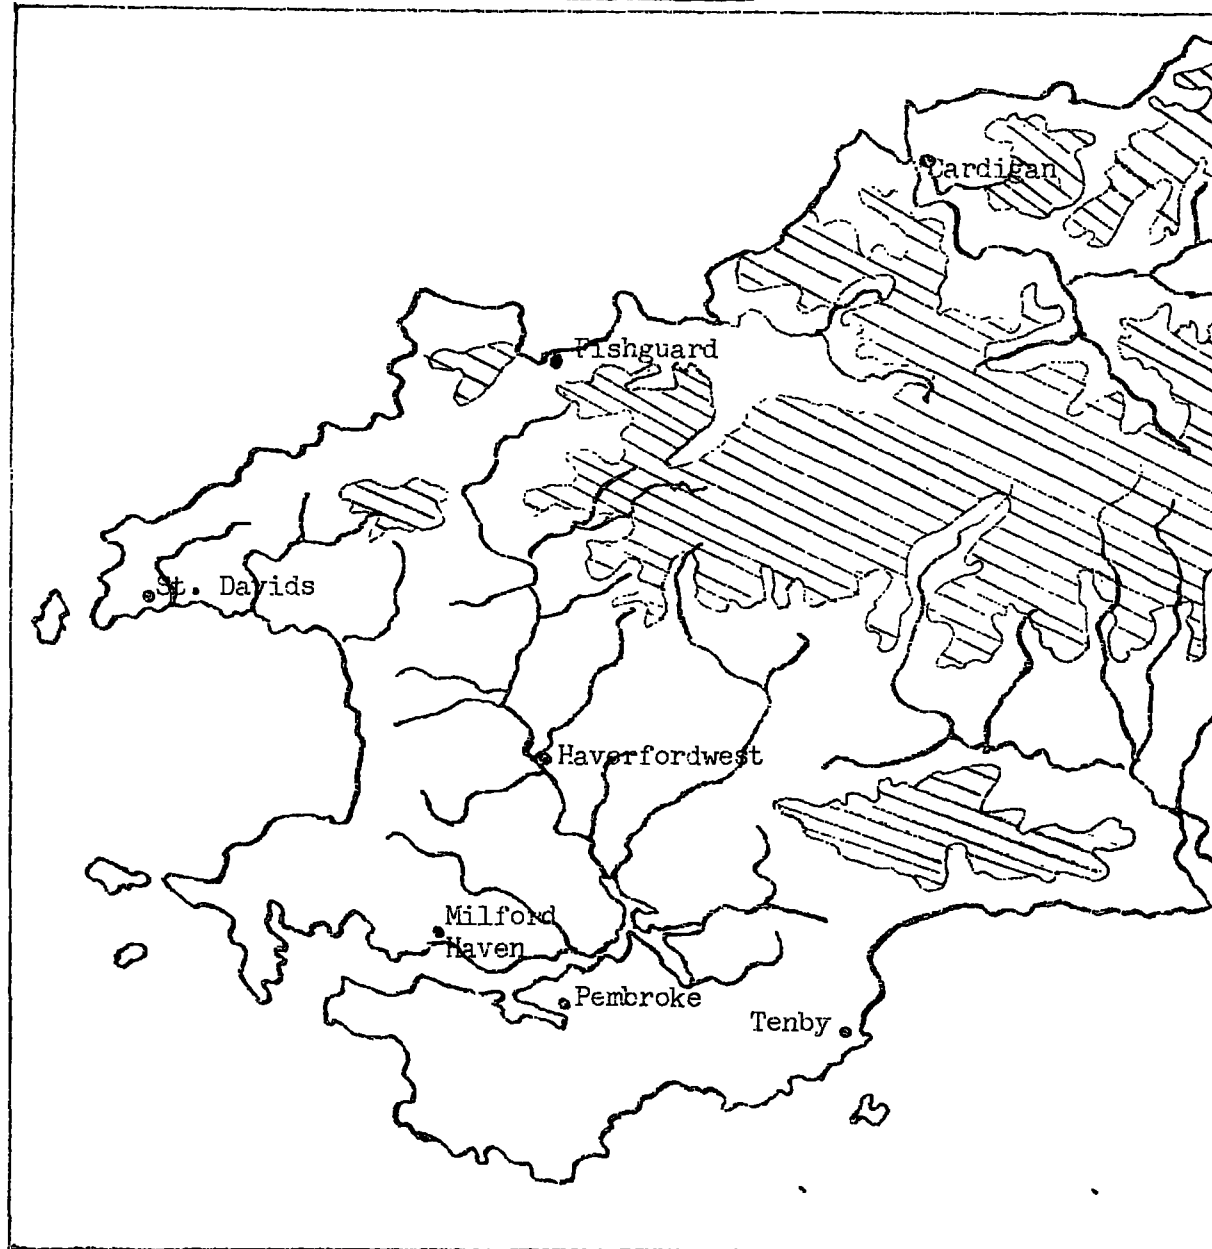 Cardigan
Fishguard
St. Davids
Haverfordwest
Milford
Haven
Pembroke
Tenby